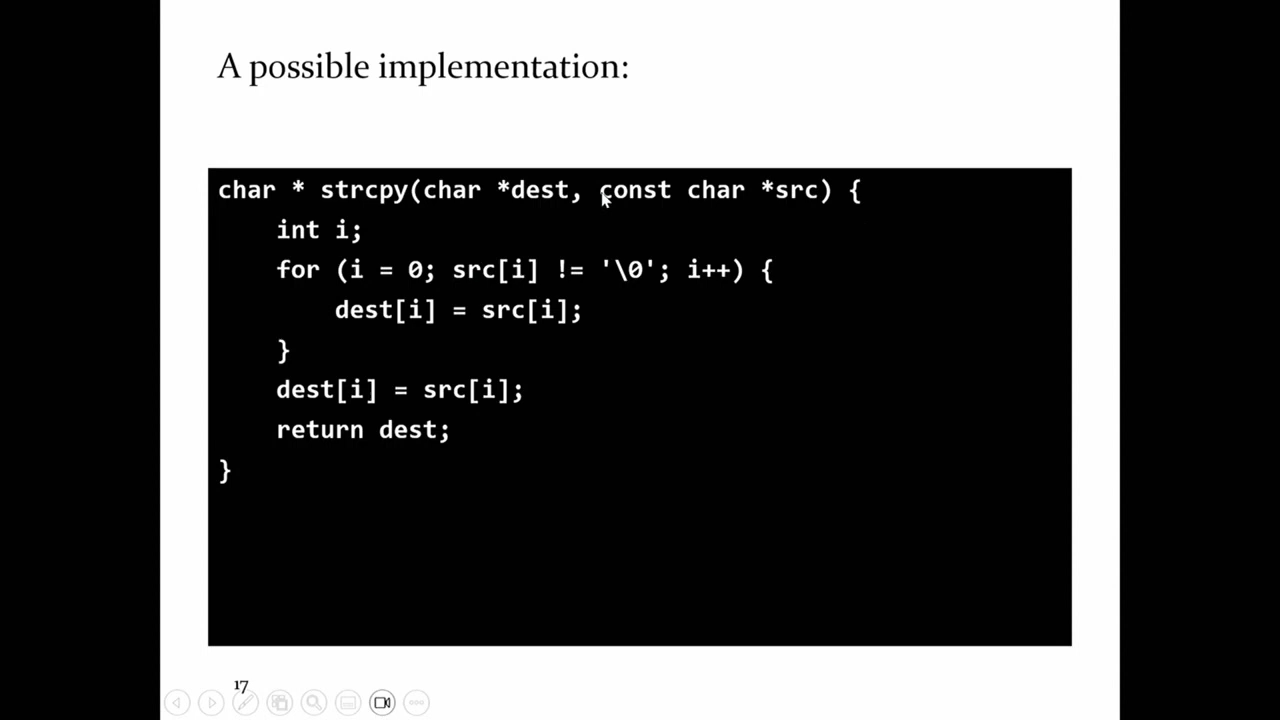 A possible implementation:
char * strcpy(char *dest, const char *src) {
    int i;
    for (i = 0; src[i] != '\0'; i++) {
        dest[i] = src[i];
    }
    dest[i] = src[i];
    return dest;
}
17